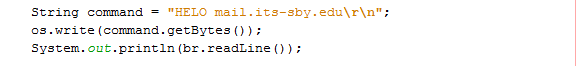 String command = "HELO mail.its-sby.edu\r\n";
os.write(command.getBytes());
System.out.println(br.readLine());